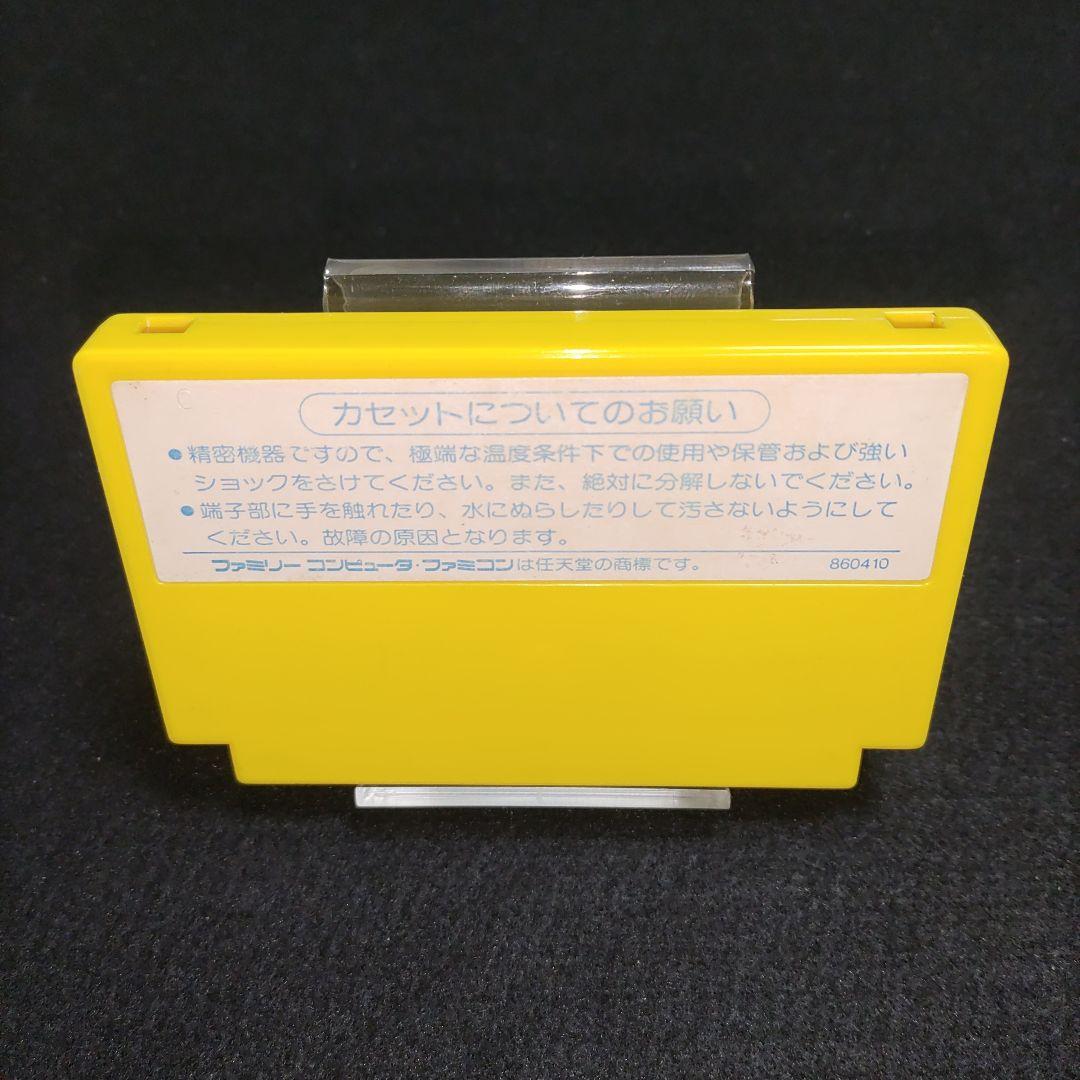 カセットについてのお願い
●精密機器ですので、極端な温度条件下での使用や保管および強い
ショックをさけてください。また、絶対に分解しないでください。
●端子部に手を触れたり、水にぬらしたりして汚さないようにして
ください。故障の原因となります。
ファミリー コンピュータ・ファミコンは任天堂の商標です。 860410